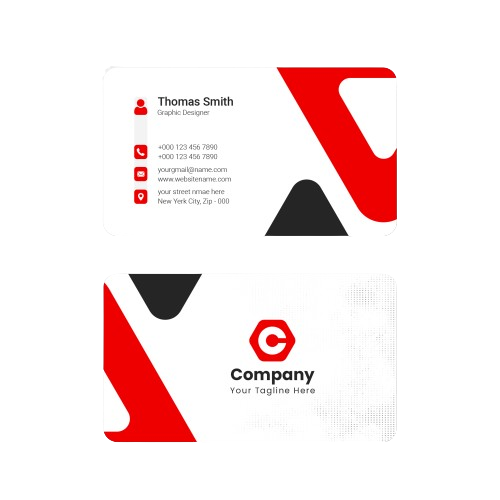 Thomas Smith
Graphic Designer
+000 123 456 7890
+000 123 456 7890
yourgmail@name.com
www.websitename.com
your street nmae here
New Yerk City, Zip - 000
C
Company
Your Tagline Here